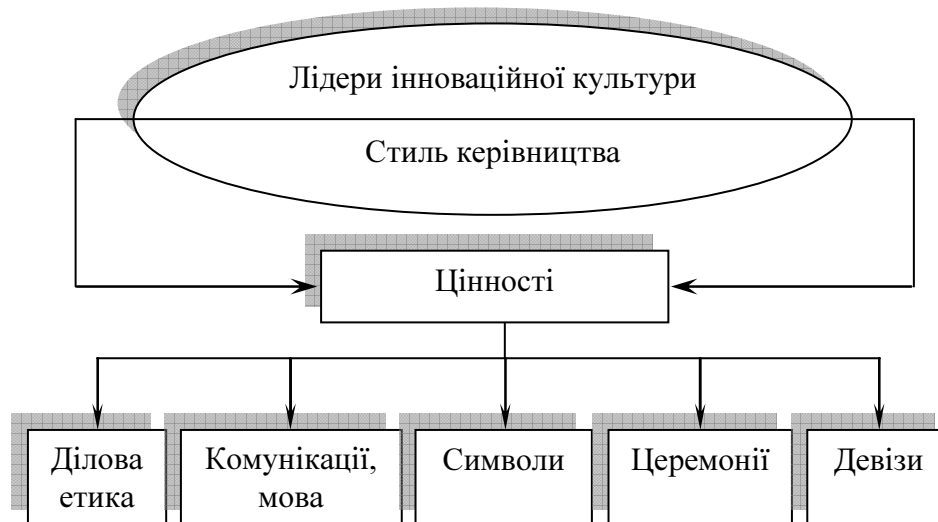 Лідери інноваційної культури
Стиль керівництва
Цінності
Ділова
етика
Комунікації,
мова
Символи
Церемонії
Девізи